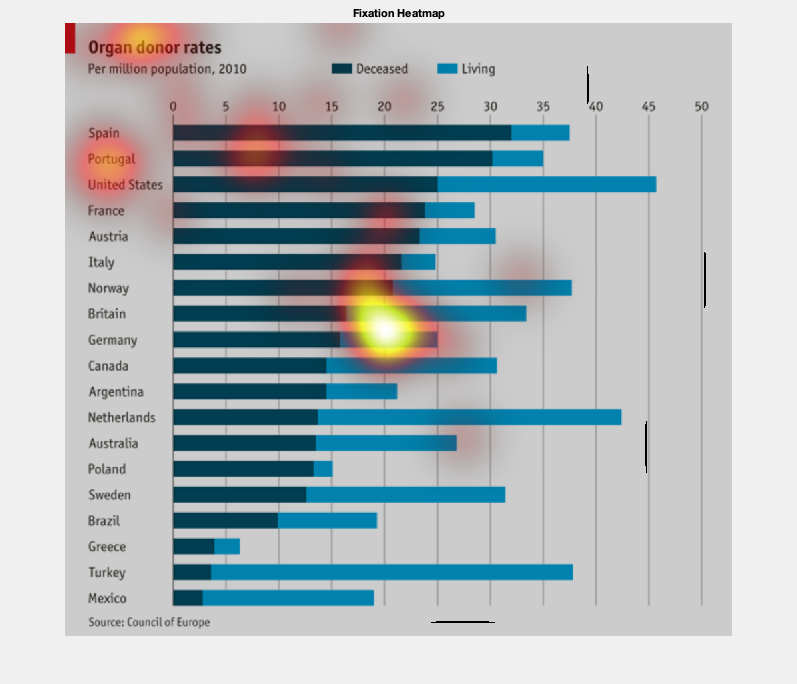 Fixation Heatmap
Organ donor rates
Per million population, 2010
Deceased Living
0 5 10 15 20 25 30 35 40 45 50
Spain
Portugal
United States
France
Austria
Italy
Norway
Britain
Germany
Canada
Argentina
Netherlands
Australia
Poland
Sweden
Brazil
Greece
Turkey
Mexico
Source: Council of Europe